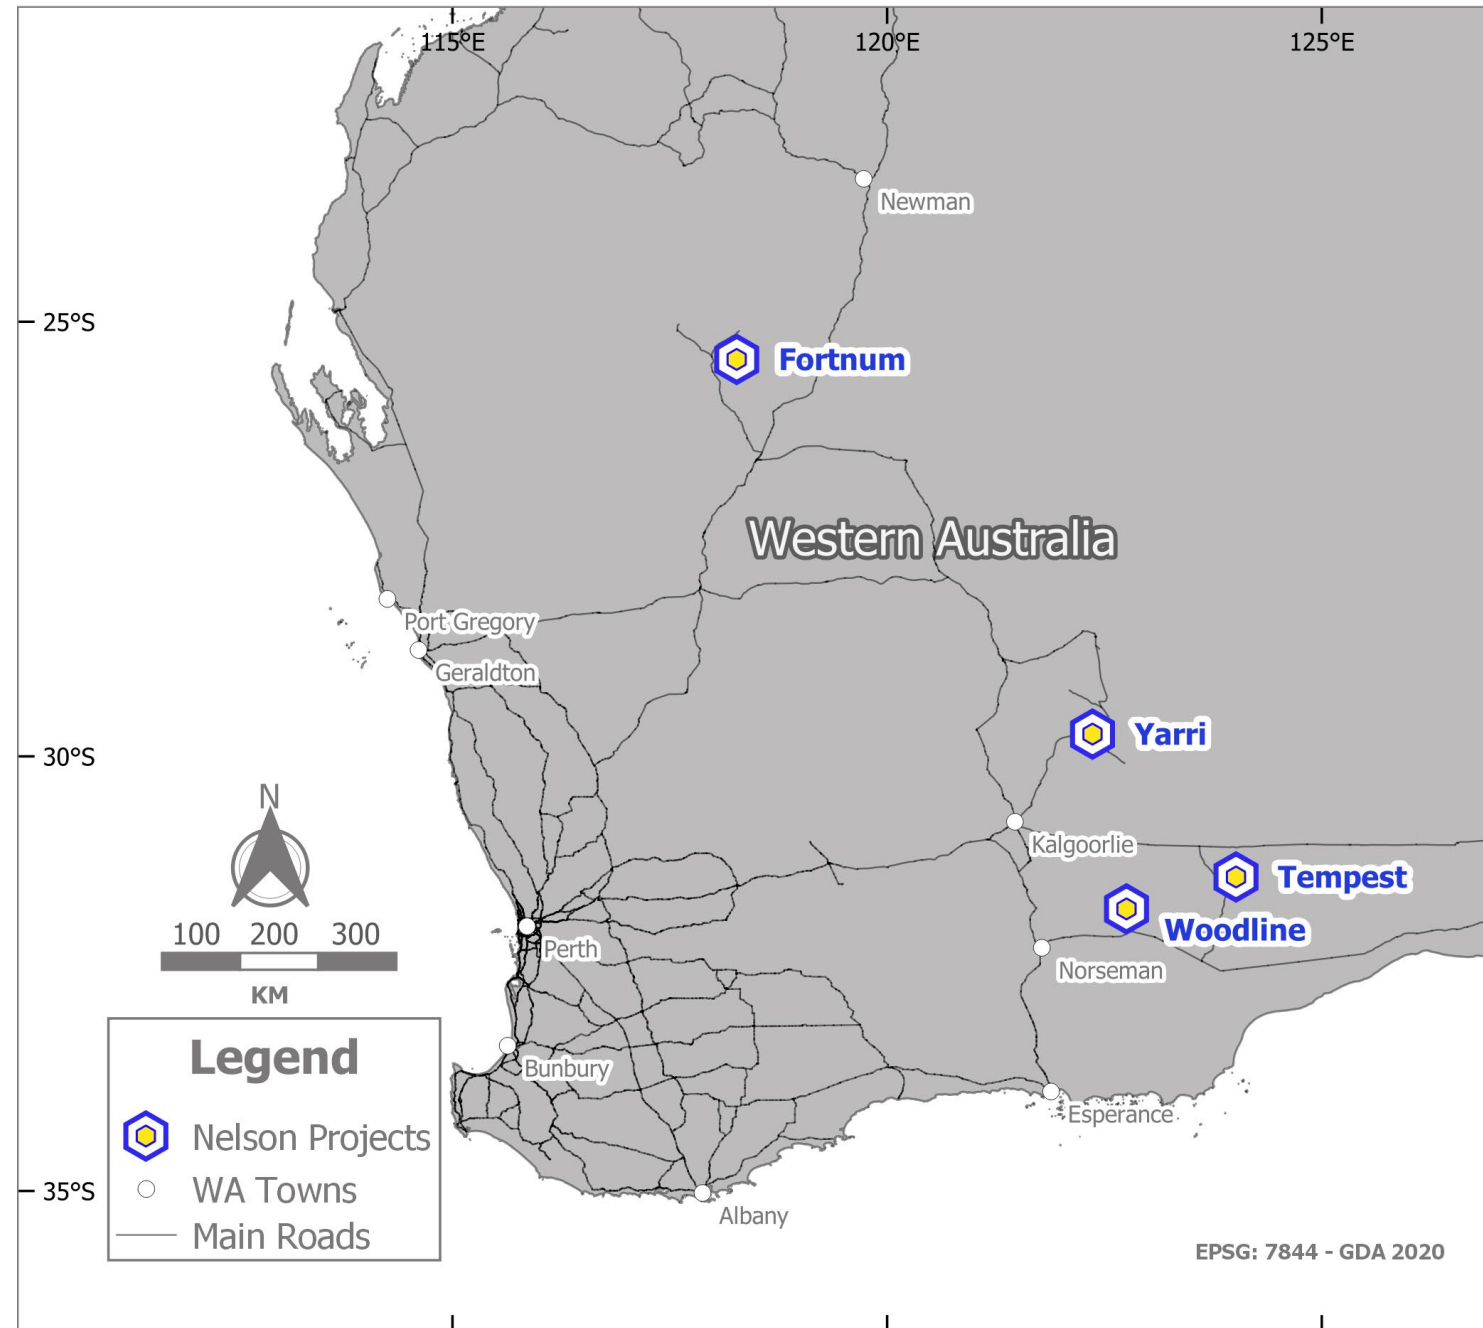 115°E
120°E
125°E
Newman
25°S
Fortnum
Western Australia
Port Gregory
Geraldton
Yarri
30°S
N
Kalgoorlie
Tempest
Woodline
100 200 300
KM
Perth
Norseman
Legend
Nelson Projects
WA Towns
Main Roads
Bunbury
Esperance
35°S
Albany
EPSG: 7844 - GDA 2020